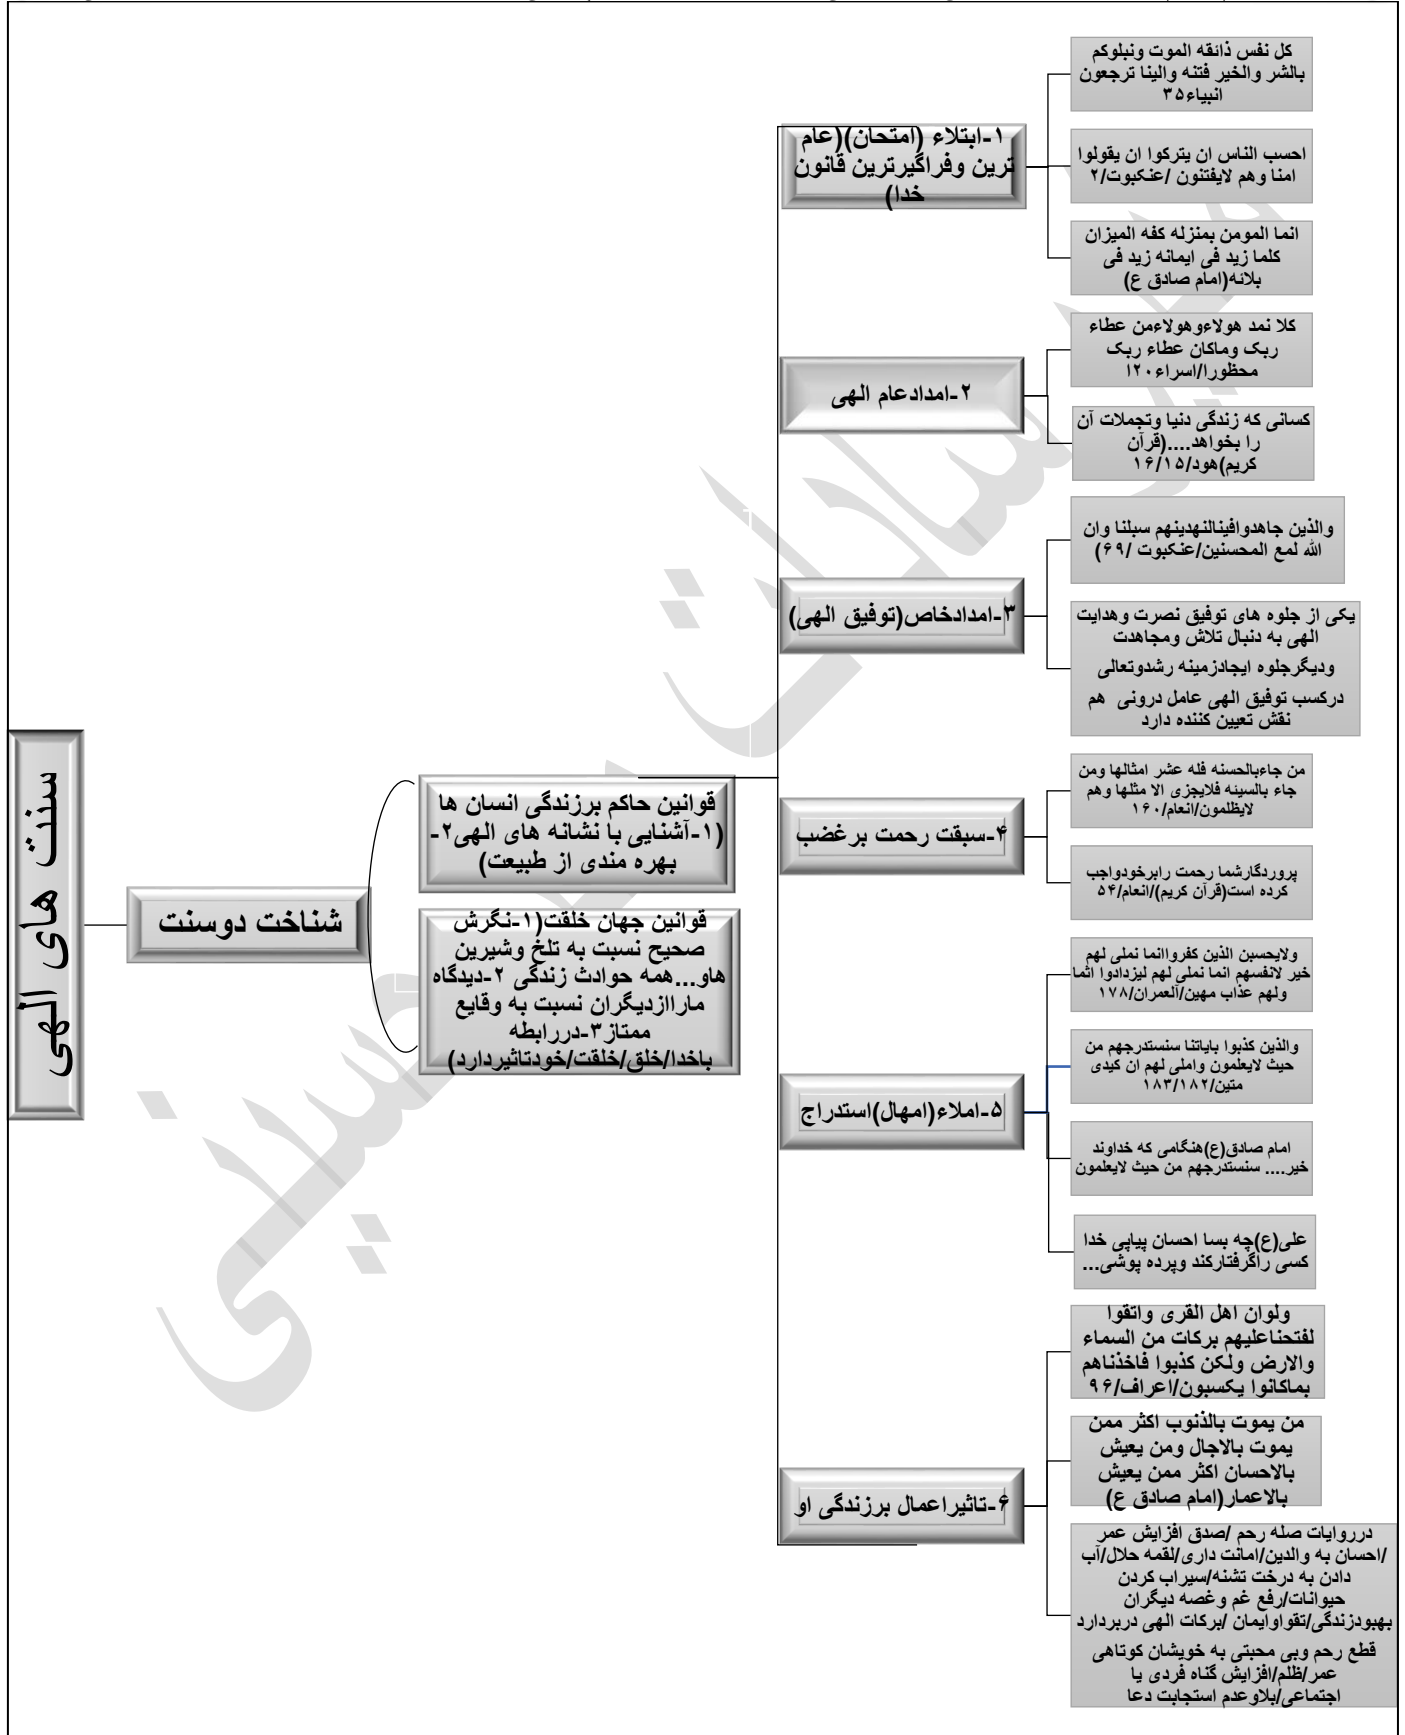 سنت های الهی
شناخت دوسنت
قوانین حاکم برزندگی انسان ها
(۱-آشنایی با نشانه های الهی۲-
بهره مندی از طبیعت)
قوانین جهان خلقت(۱-نگرش
صحیح نسبت به تلخ وشیرین
هاو...همه حوادث زندگی ۲-دیدگاه
ماراازدیگران نسبت به وقایع
ممتاز۳-دررابطه
باخدا/خلق/خلقت/خودتاثیردارد)
۱-ابتلاء (امتحان)(عام
ترین وفراگیرترین قانون
خدا)
کل نفس ذائقه الموت ونبلوکم
بالشر والخیر فتنه والینا ترجعون
انبیاء۳۵
احسب الناس ان یترکوا ان یقولوا
امنا وهم لایفتنون /عنکبوت/۲
انما المومن بمنزله کفه المیزان
کلما زید فی ایمانه زید فی
بلائه(امام صادق ع)
۲-امدادعام الهی
کلا نمد هولاءوهولاءمن عطاء
ربک وماکان عطاء ربک
محظورا/اسراء۱۲۰
کسانی که زندگی دنیا وتجملات آن
را بخواهد....(قرآن
کریم)هود/۱۶/۱۵
۳-امدادخاص(توفیق الهی)
والذین جاهدوافینالنهدینهم سبلنا وان
الله لمع المحسنین/عنکبوت /۶۹)
یکی از جلوه های توفیق نصرت وهدایت
الهی به دنبال تلاش ومجاهدت
ودیگرجلوه ایجادزمینه رشدوتعالی
درکسب توفیق الهی عامل درونی هم
نقش تعیین کننده دارد
۴-سبقت رحمت برغضب
من جاءبالحسنه فله عشر امثالها ومن
جاء بالسیئه فلایجزی الا مثلها وهم
لایظلمون/انعام/۱۶۰
پروردگارشما رحمت رابرخودواجب
کرده است(قرآن کریم)/انعام/۵۴
۵-املاء(امهال)استدراج
ولایحسبن الذین کفرواانما نملی لهم
خیر لانفسهم انما نملی لهم لیزدادوا اثما
ولهم عذاب مهین/آلعمران/۱۷۸
والذین کذبوا بایاتنا سنستدرجهم من
حیث لایعلمون واملی لهم ان کیدی
متین/۱۸۳/۱۸۲
امام صادق(ع)هنگامی که خداوند
خیر.... سنستدرجهم من حیث لایعلمون
علی(ع)چه بسا احسان پیاپی خدا
کسی راگرفتارکند وپرده پوشی...
۶-تاثیراعمال برزندگی او
ولوان اهل القری واتقوا
لفتحناعلیهم برکات من السماء
والارض ولکن کذبوا فاخذناهم
بماکانوا یکسبون/اعراف/۹۶
من یموت بالذنوب اکثر ممن
یموت بالاجال ومن یعیش
بالاحسان اکثر ممن یعیش
بالاعمار(امام صادق ع)
درروایات صله رحم /صدق افزایش عمر
/احسان به والدین/امانت داری/لقمه حلال/آب
دادن به درخت تشنه/سیراب کردن
حیوانات/رفع غم وغصه دیگران
بهبودزندگی/تقواوایمان /برکات الهی دربردارد
قطع رحم وبی محبتی به خویشان کوتاهی
عمر/ظلم/افزایش گناه فردی یا
اجتماعی/بلاوعدم استجابت دعا